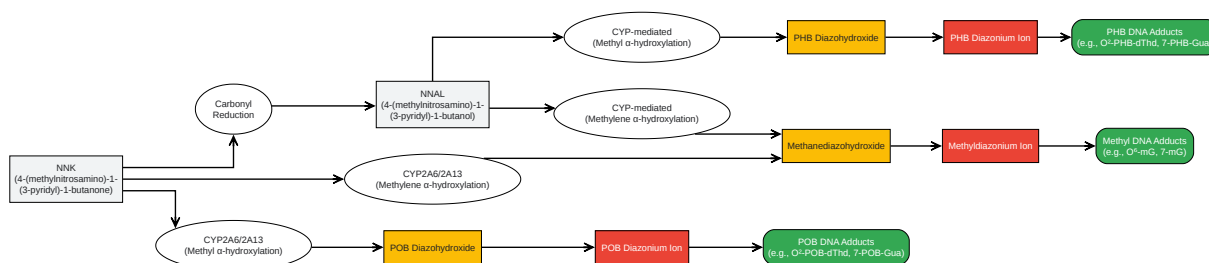 CYP-mediated
(Methyl α-hydroxylation)
PHB Diazohydroxide
PHB Diazonium Ion
PHB DNA Adducts
(e.g., O²-PHB-dThd, 7-PHB-Gua)
Carbonyl
Reduction
NNAL
(4-(methylnitrosamino)-1-
(3-pyridyl)-1-butanol)
CYP-mediated
(Methylene α-hydroxylation)
Methanediazohydroxide
Methyldiazonium Ion
Methyl DNA Adducts
(e.g., O⁶-mG, 7-mG)
NNK
(4-(methylnitrosamino)-1-
(3-pyridyl)-1-butanone)
CYP2A6/2A13
(Methylene α-hydroxylation)
CYP2A6/2A13
(Methyl α-hydroxylation)
POB Diazohydroxide
POB Diazonium Ion
POB DNA Adducts
(e.g., O²-POB-dThd, 7-POB-Gua)